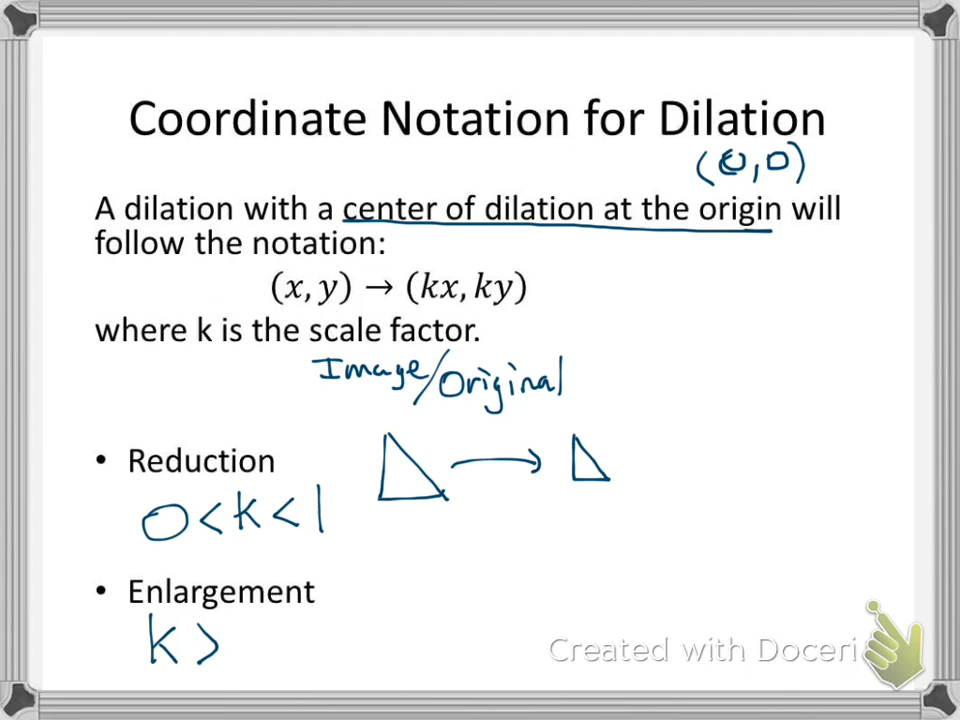 Coordinate Notation for Dilation
(0,0)
A dilation with a center of dilation at the origin will
follow the notation:
(x, y) → (kx, ky)
where k is the scale factor.
Image/Original
• Reduction
0 < k < 1
• Enlargement
k >
Created with Doceri